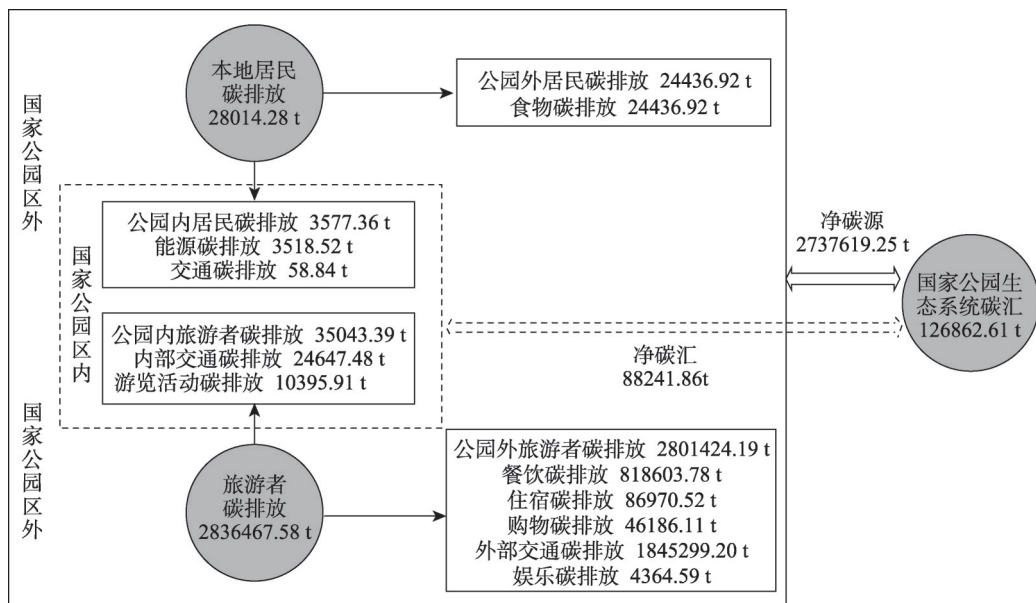 国家公园区外
本地居民
碳排放
28014.28 t
公园外居民碳排放 24436.92 t
食物碳排放 24436.92 t
国家公园区内
公园内居民碳排放 3577.36 t
能源碳排放 3518.52 t
交通碳排放 58.84 t
公园内旅游者碳排放 35043.39 t
内部交通碳排放 24647.48 t
游览活动碳排放 10395.91 t
净碳源
2737619.25 t
国家公园生
态系统碳汇
126862.61 t
净碳汇
88241.86t
国家公园区外
旅游者
碳排放
2836467.58 t
公园外旅游者碳排放 2801424.19 t
餐饮碳排放 818603.78 t
住宿碳排放 86970.52 t
购物碳排放 46186.11 t
外部交通碳排放 1845299.20 t
娱乐碳排放 4364.59 t